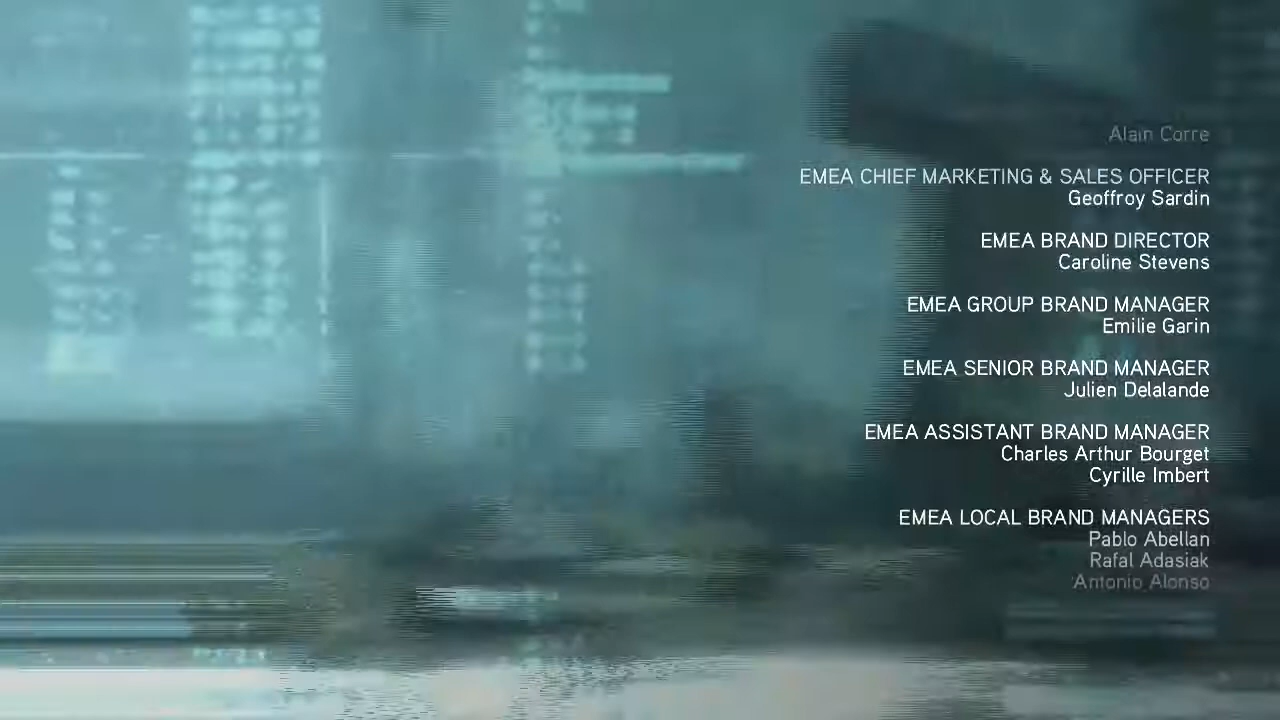 Alain Corre
EMEA CHIEF MARKETING & SALES OFFICER
Geoffroy Sardin
EMEA BRAND DIRECTOR
Caroline Stevens
EMEA GROUP BRAND MANAGER
Emilie Garin
EMEA SENIOR BRAND MANAGER
Julien Delalande
EMEA ASSISTANT BRAND MANAGER
Charles Arthur Bourget
Cyrille Imbert
EMEA LOCAL BRAND MANAGERS
Pablo Abellan
Rafal Adasiak
Antonio Alonso